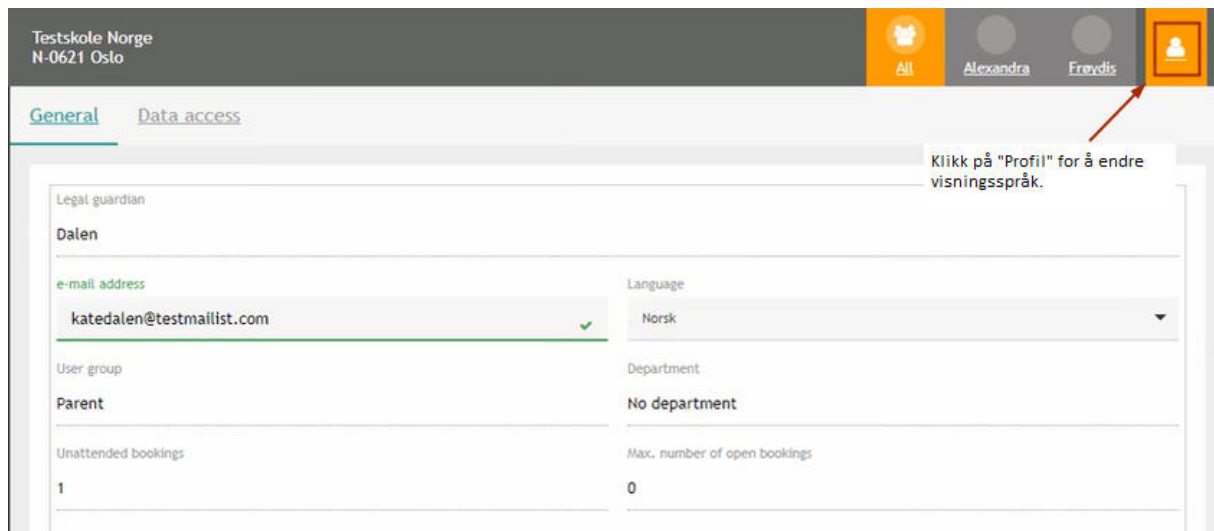 Testskole Norge
N-0621 Oslo
All
Alexandra
Frøydis
General
Data access
Klikk på "Profil" for å endre
visningsspråk.
Legal guardian
Dalen
e-mail address
Language
katedalen@testmailist.com
Norsk
User group
Department
Parent
No department
Unattended bookings
Max. number of open bookings
1
0